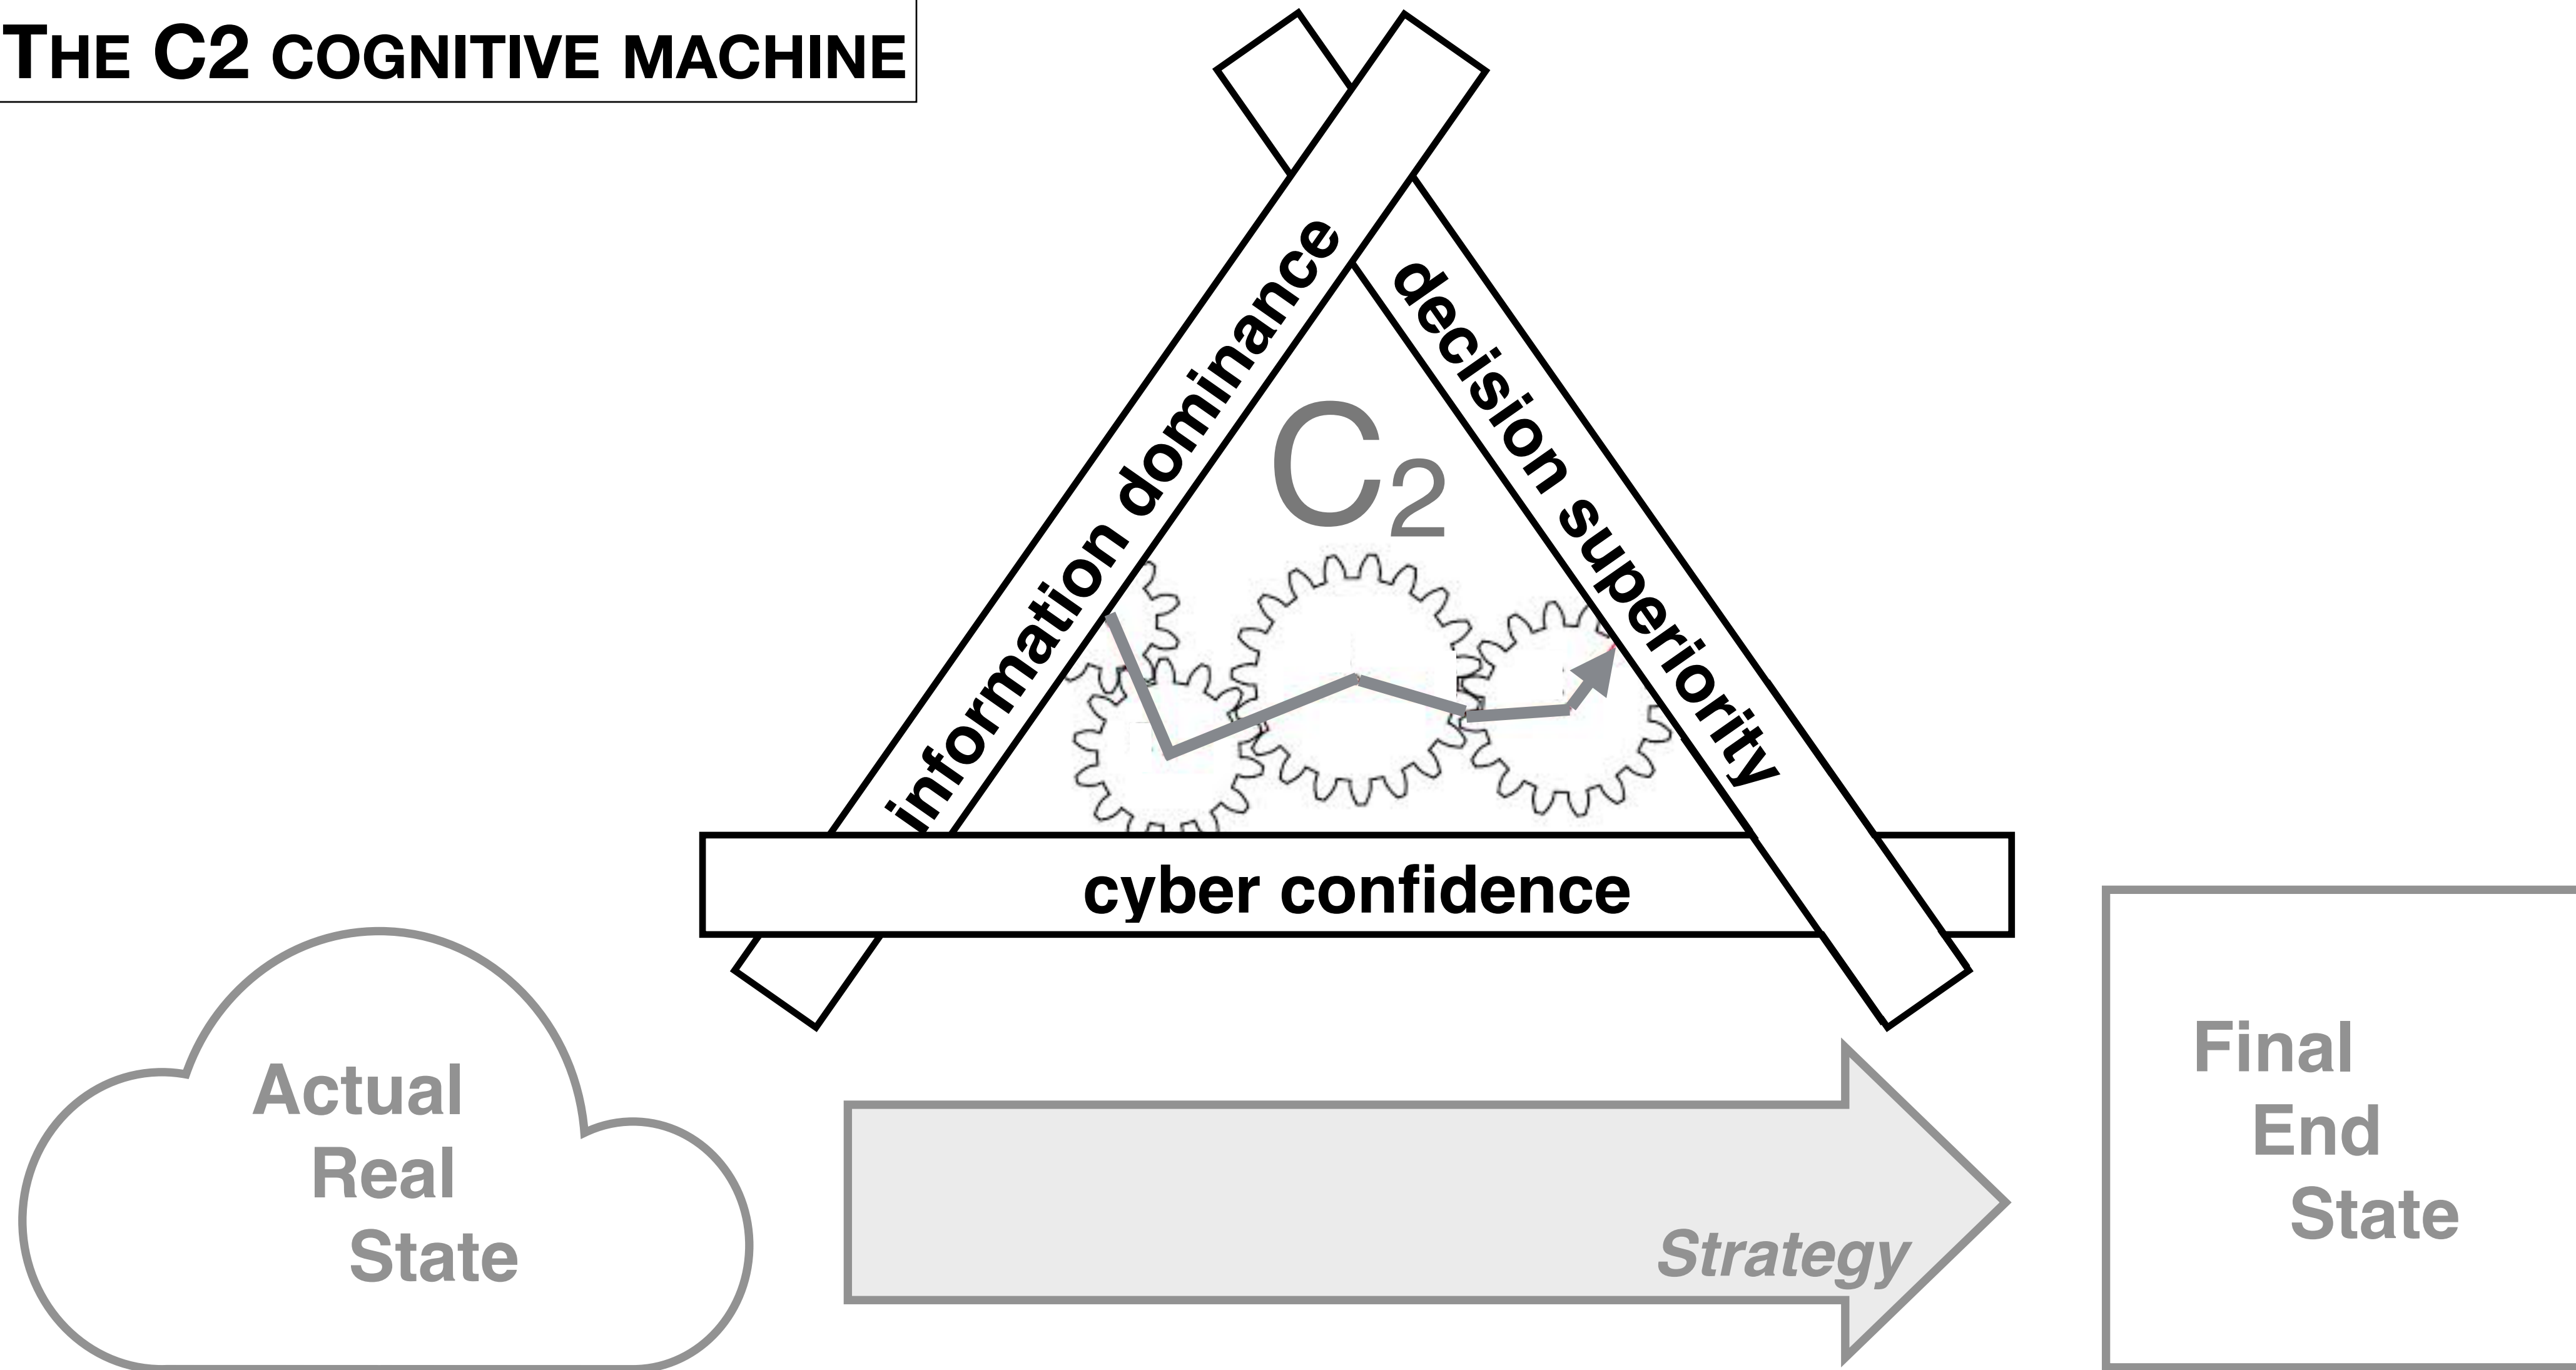 THE C2 COGNITIVE MACHINE
information dominance
decision superiority
C2
cyber confidence
Actual
Real
State
Strategy
Final
End
State